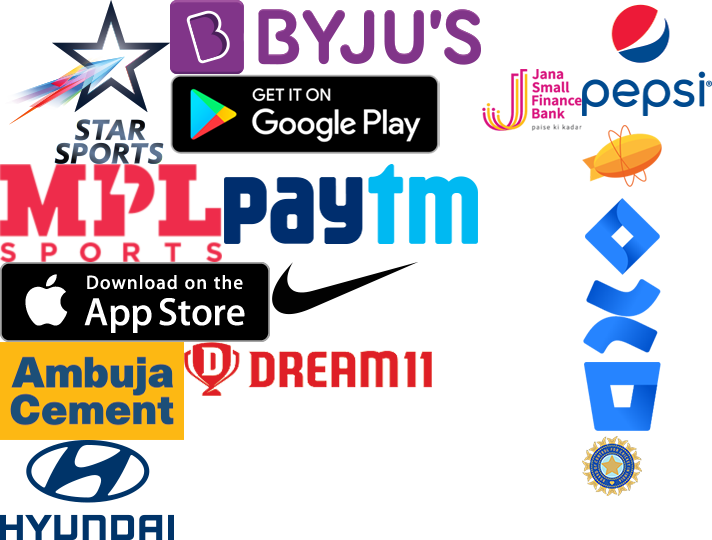 BYJU'S
STAR
SPORTS
GET IT ON
Google Play
Jana
Small
Finance
Bank
paise ki kadar
pepsi®
MPL
SPORTS
paytm
Download on the
App Store
Ambuja
Cement
D DREAM11
HYUNDAI